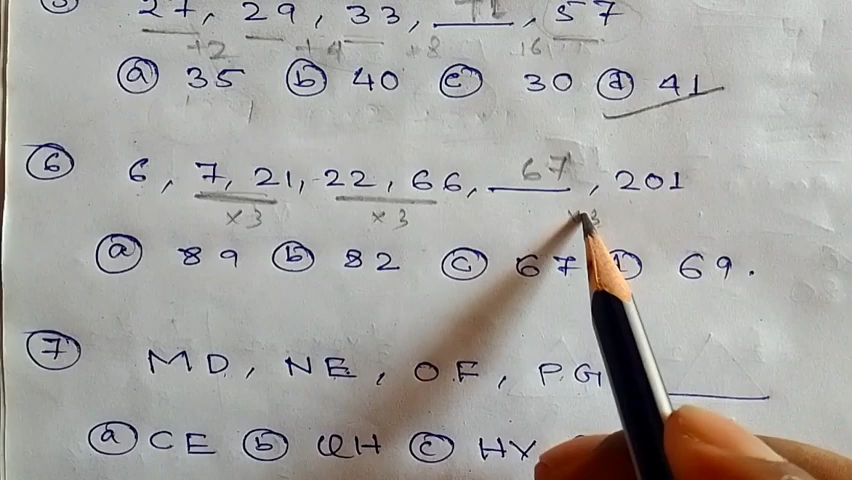 27, 29, 33, 41, 57
+2 +4 +8 16
ⓐ 35 ⓑ 40 ⓒ 30 ⓓ 41
⑥ 6, 7, 21, 22, 66, 67, 201
×3 ×3 ×3
ⓐ 89 ⓑ 82 ⓒ 67 ⓓ 69.
⑦ MD, NE, OF, PG
ⓐ CE ⓑ QH ⓒ HY